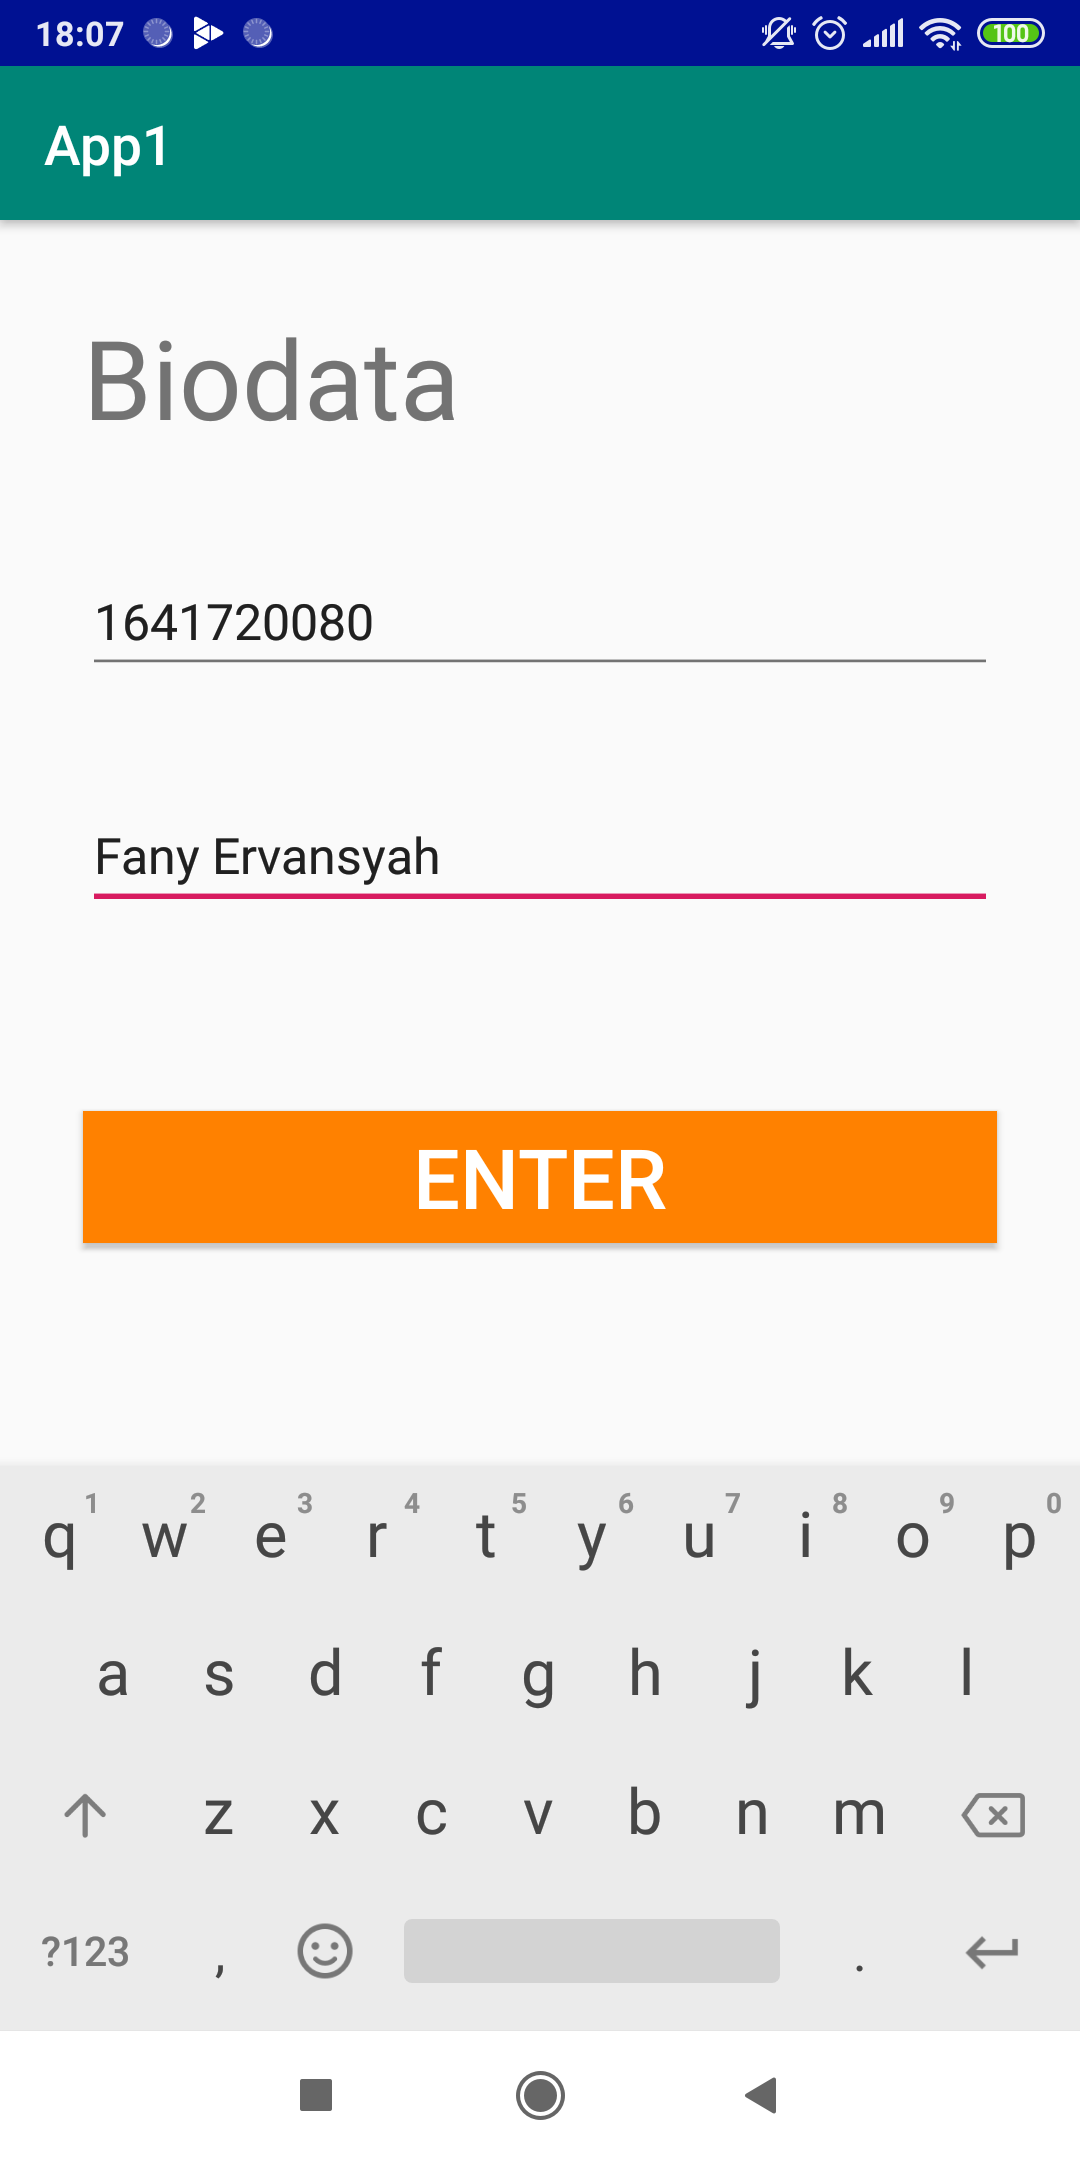 18:07 100
App1
Biodata
1641720080
Fany Ervansyah
ENTER
1 2 3 4 5 6 7 8 9 0
q w e r t y u i o p
a s d f g h j k l
z x c v b n m
?123 , .